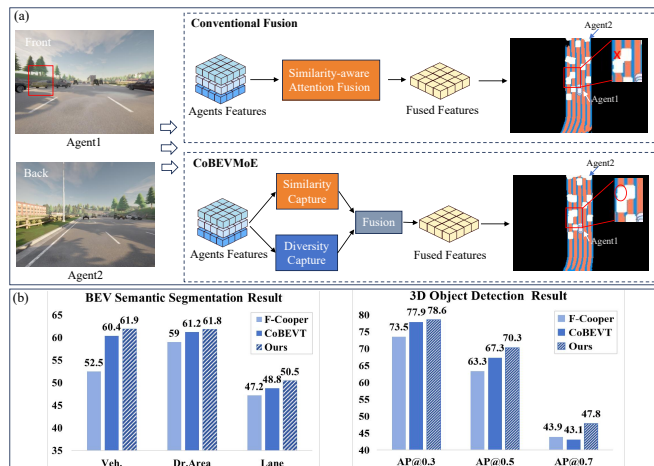 (a)
Front
Agent1
Back
Agent2
Conventional Fusion
Agents Features
Similarity-aware
Attention Fusion
Fused Features
Agent2
Agent1
CoBEVMoE
Agents Features
Similarity
Capture
Diversity
Capture
Fusion
Fused Features
Agent2
Agent1
(b)
BEV Semantic Segmentation Result
65
60
55
50
45
40
35
52.5
60.4
61.9
59
61.2
61.8
47.2
48.8
50.5
F-Cooper
CoBEVT
Ours
Veh.
Dr.Area
Lane
3D Object Detection Result
85
80
75
70
65
60
55
50
45
40
73.5
77.9
78.6
63.3
67.3
70.3
43.9
43.1
47.8
F-Cooper
CoBEVT
Ours
AP@0.3
AP@0.5
AP@0.7